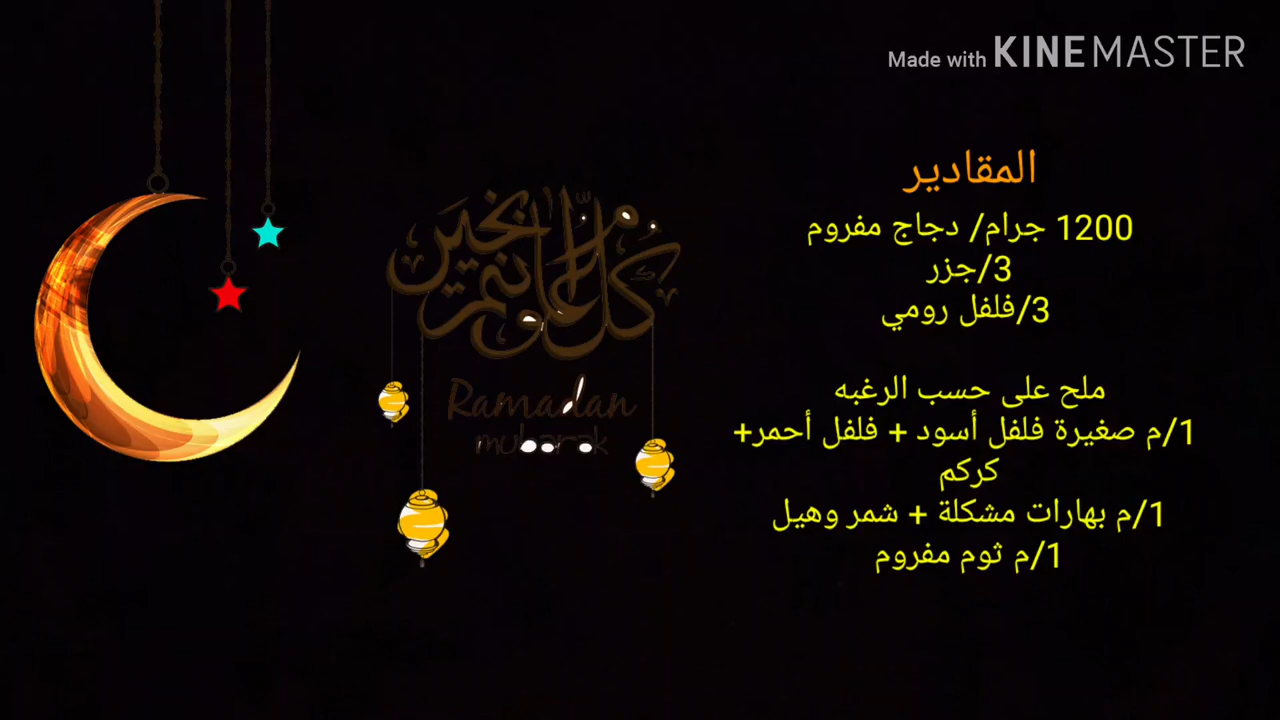 Made with KINEMASTER
المقادير
1200 جرام/ دجاج مفروم
3/جزر
3/فلفل رومي
ملح على حسب الرغبه
1/م صغيرة فلفل أسود + فلفل أحمر+
كركم
1/م بهارات مشكلة + شمر وهيل
1/م ثوم مفروم
كل عام وانتم بخير
Ramadan
mubarak